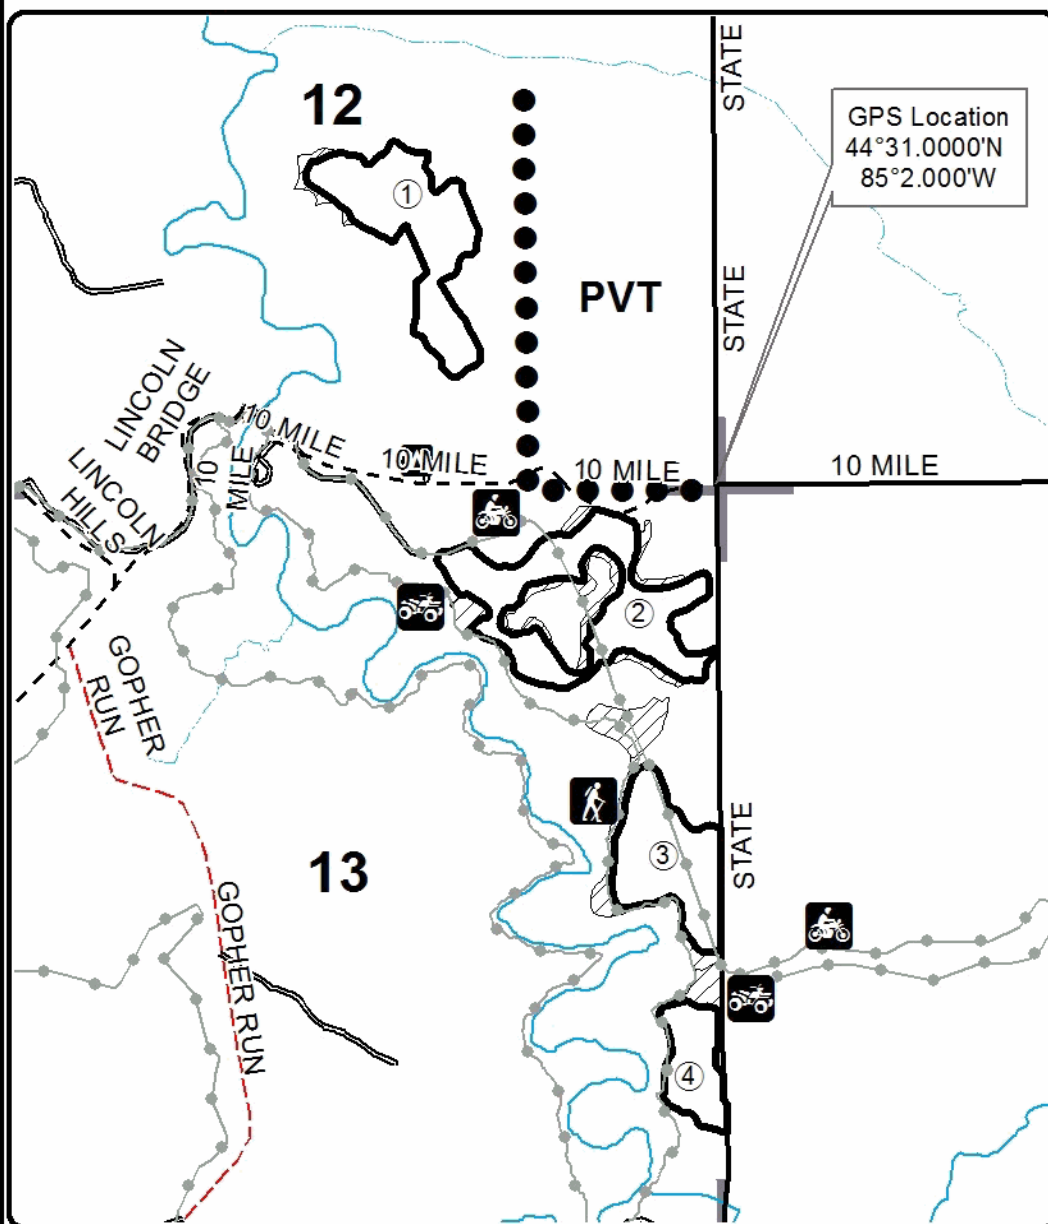 STATE
12
GPS Location
44°31.0000'N
85°2.000'W
①
STATE
PVT
LINCOLN
BRIDGE
10 MILE
10 MILE
10 MILE
10 MILE
LINCOLN
HILLS
10
MILE
②
GOPHER
RUN
③
STATE
13
GOPHER RUN
④